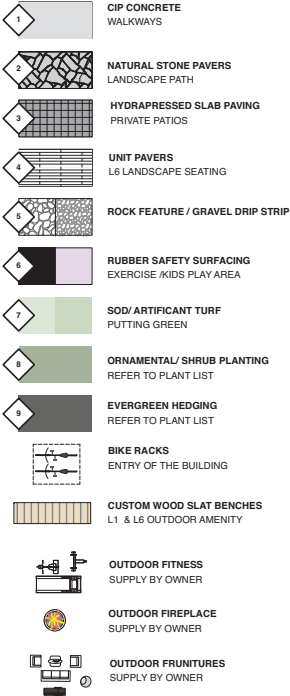 1
CIP CONCRETE
WALKWAYS
2
NATURAL STONE PAVERS
LANDSCAPE PATH
3
HYDRAPRESSED SLAB PAVING
PRIVATE PATIOS
4
UNIT PAVERS
L6 LANDSCAPE SEATING
5
ROCK FEATURE / GRAVEL DRIP STRIP
6
RUBBER SAFETY SURFACING
EXERCISE /KIDS PLAY AREA
7
SOD/ ARTIFICANT TURF
PUTTING GREEN
8
ORNAMENTAL/ SHRUB PLANTING
REFER TO PLANT LIST
9
EVERGREEN HEDGING
REFER TO PLANT LIST
BIKE RACKS
ENTRY OF THE BUILDING
CUSTOM WOOD SLAT BENCHES
L1 & L6 OUTDOOR AMENITY
OUTDOOR FITNESS
SUPPLY BY OWNER
OUTDOOR FIREPLACE
SUPPLY BY OWNER
OUTDOOR FRUNITURES
SUPPLY BY OWNER